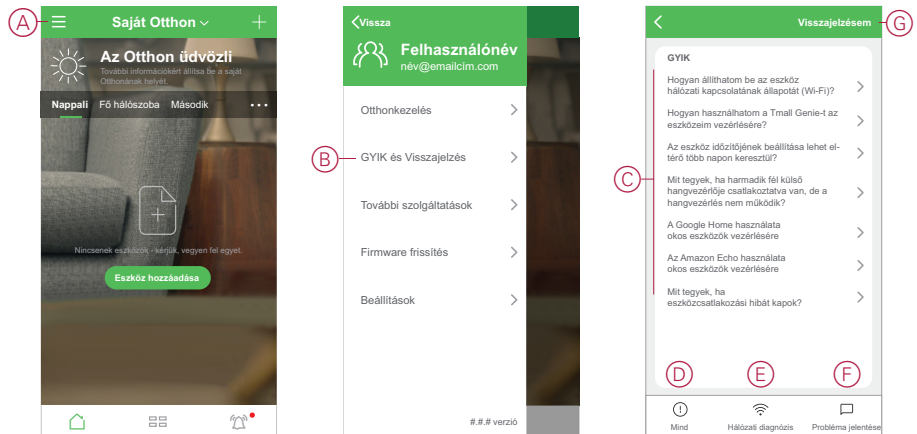 A
Saját Otthon
Az Otthon üdvözli
További információkért állítsa be a saját
Otthonának helyét.
Nappali Fő hálószoba Második ...
Nincsenek eszközök - kérjük, vegyen fel egyet.
Eszköz hozzáadása
Vissza
Felhasználónév
név@emailcim.com
Otthonkezelés
B
GYIK és Visszajelzés
További szolgáltatások
Firmware frissítés
Beállítások
#.#.# verzió
Visszajelzésem
G
GYIK
Hogyan állíthatom be az eszköz
hálózati kapcsolatának állapotát (Wi-Fi)?
Hogyan használhatom a Tmall Genie-t az
eszközeim vezérlésére?
Az eszköz időzítőjének beállítása lehet el-
térő több napon keresztül?
C
Mit tegyek, ha harmadik fél külső
hangvezérlője csatlakoztatva van, de a
hangvezérlés nem működik?
A Google Home használata
okos eszközök vezérlésére
Az Amazon Echo használata
okos eszközök vezérlésére
Mit tegyek, ha
eszközcsatlakozási hibát kapok?
D
E
F
Mind
Hálózati diagnózis
Probléma jelentése